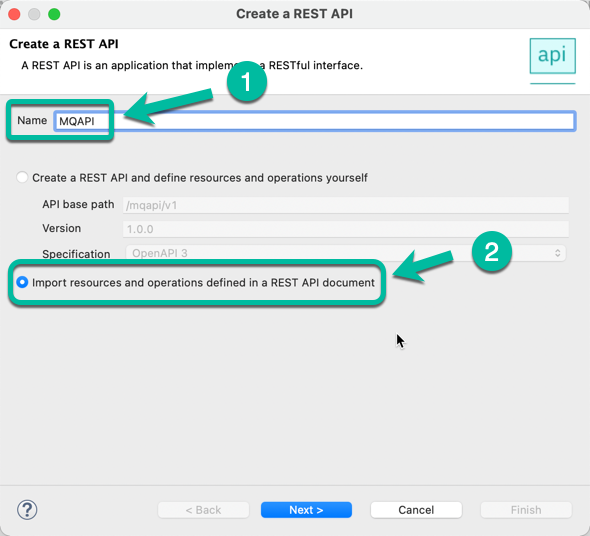 Create a REST API
Create a REST API
A REST API is an application that impleme a RESTful interface.
api
1
Name MQAPI
Create a REST API and define resources and operations yourself
API base path /mqapi/v1
Version 1.0.0
Specification OpenAPI 3
2
Import resources and operations defined in a REST API document
? < Back Next > Cancel Finish